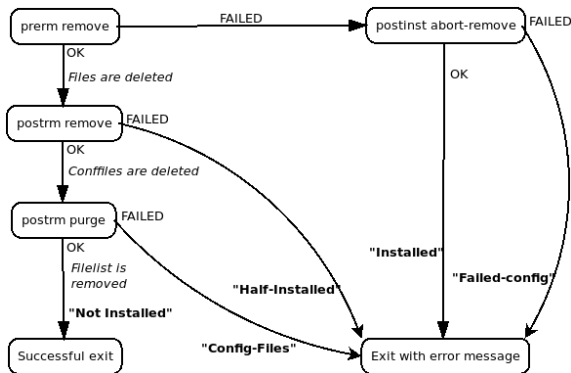 prerm remove
FAILED
postinst abort-remove
FAILED
OK
Files are deleted
OK
postrm remove
FAILED
OK
Conffiles are deleted
postrm purge
FAILED
OK
Filelist is
removed
"Installed"
"Failed-config"
"Half-Installed"
"Not Installed"
"Config-Files"
Successful exit
Exit with error message